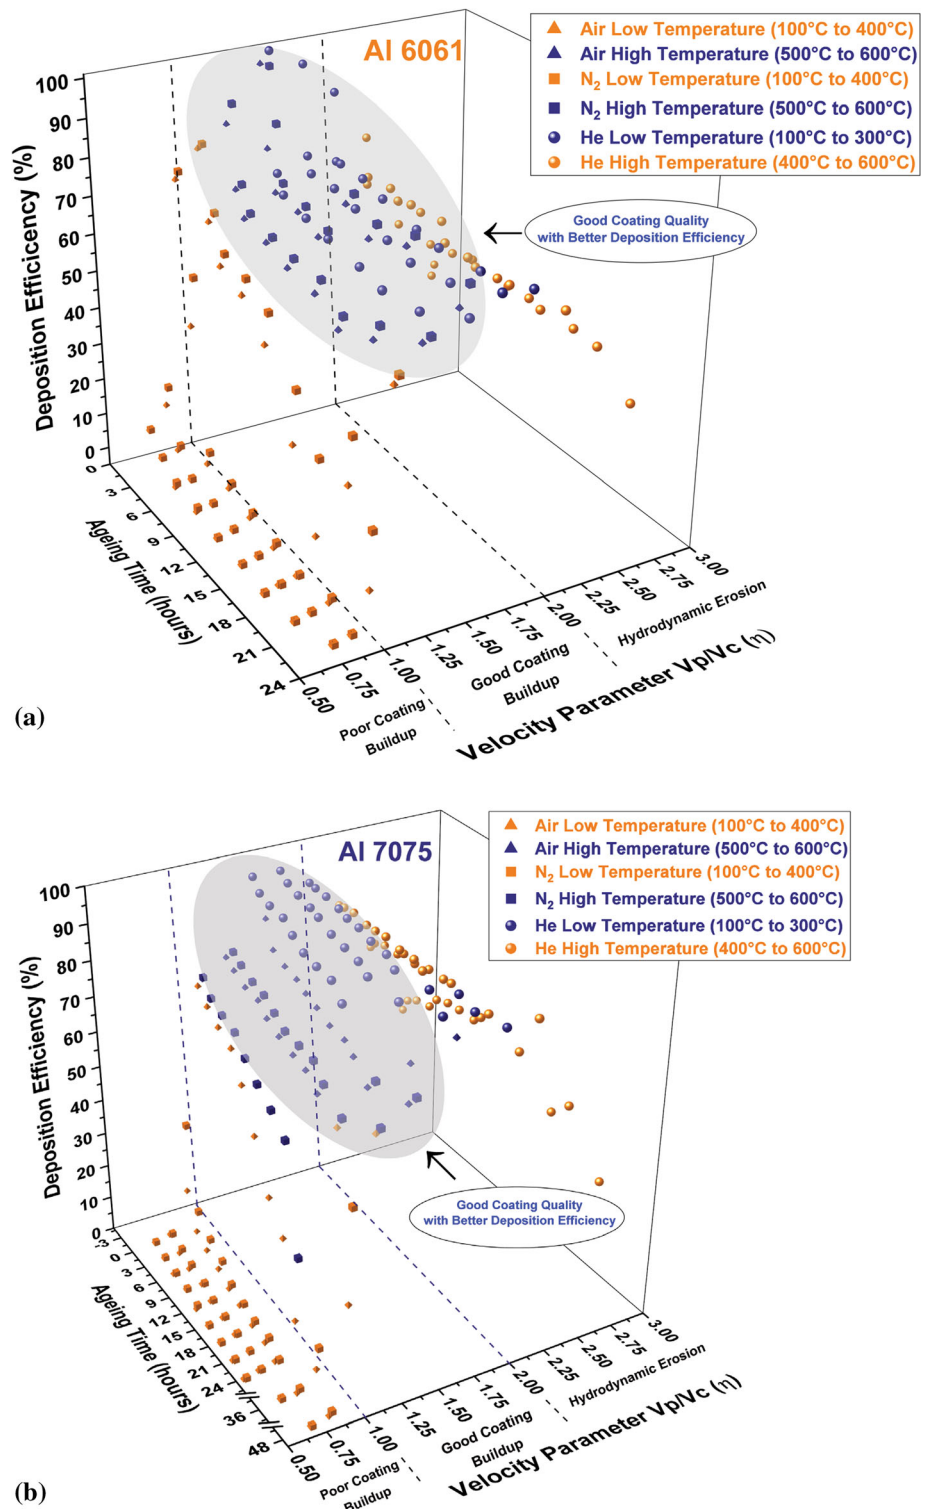 Al 6061
Air Low Temperature (100°C to 400°C)
Air High Temperature (500°C to 600°C)
N2 Low Temperature (100°C to 400°C)
N2 High Temperature (500°C to 600°C)
He Low Temperature (100°C to 300°C)
He High Temperature (400°C to 600°C)
Good Coating Quality
with Better Deposition Efficiency
Deposition Efficicency (%)
100
90
80
70
60
50
40
30
20
10
0
0
3
6
9
12
15
18
21
24
Ageing Time (hours)
0.50
0.75
1.00
1.25
1.50
1.75
2.00
2.25
2.50
2.75
3.00
Poor Coating
Buildup
Good Coating
Buildup
Hydrodynamic Erosion
Velocity Parameter Vp/Vc (η)
(a)
Al 7075
Air Low Temperature (100°C to 400°C)
Air High Temperature (500°C to 600°C)
N2 Low Temperature (100°C to 400°C)
N2 High Temperature (500°C to 600°C)
He Low Temperature (100°C to 300°C)
He High Temperature (400°C to 600°C)
Good Coating Quality
with Better Deposition Efficiency
Deposition Efficiency (%)
100
90
80
70
60
50
40
30
20
10
0
-3
0
3
6
9
12
15
18
21
24
36
48
Ageing Time (hours)
0.50
0.75
1.00
1.25
1.50
1.75
2.00
2.25
2.50
2.75
3.00
Poor Coating
Buildup
Good Coating
Buildup
Hydrodynamic Erosion
Velocity Parameter Vp/Vc (η)
(b)